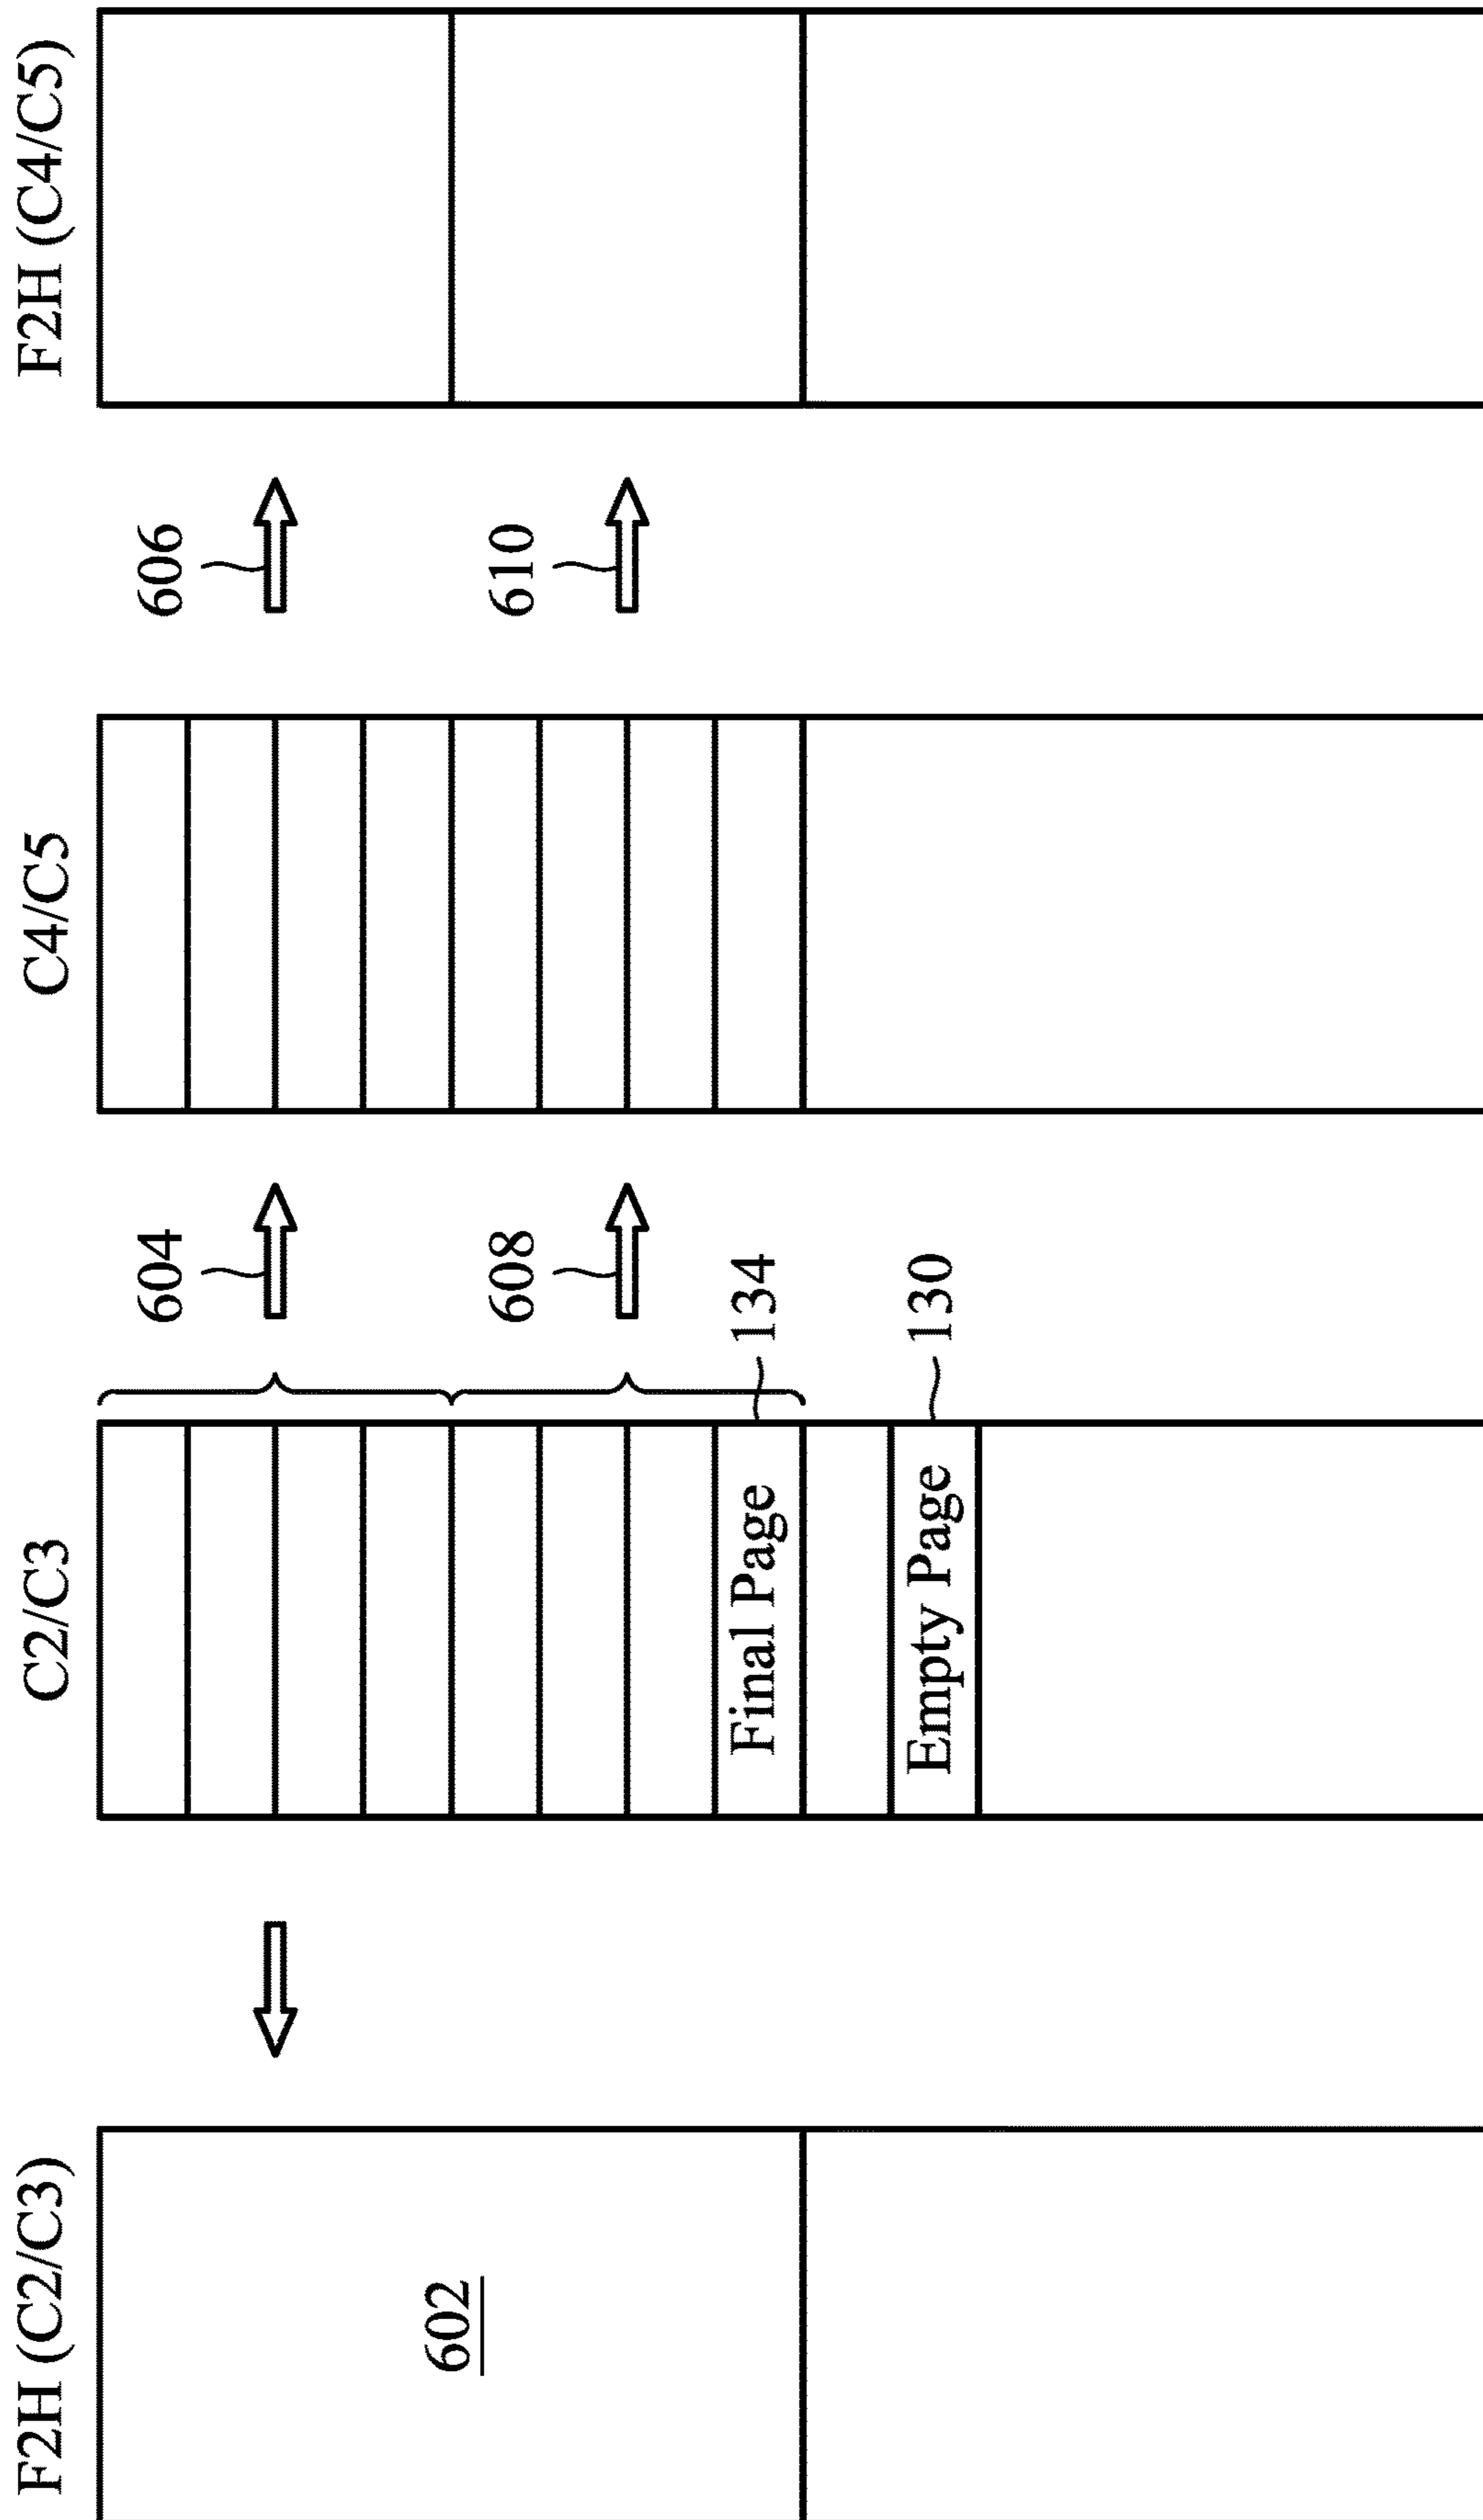 F2H (C2/C3)
C2/C3
C4/C5
F2H (C4/C5)
604
606
602
608
610
Final Page
134
Empty Page
130